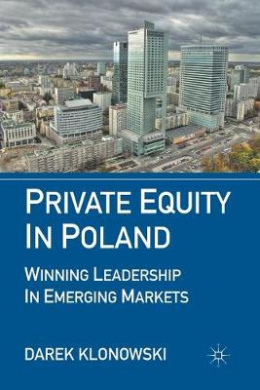 PRIVATE EQUITY
IN POLAND
WINNING LEADERSHIP
IN EMERGING MARKETS
DAREK KLONOWSKI